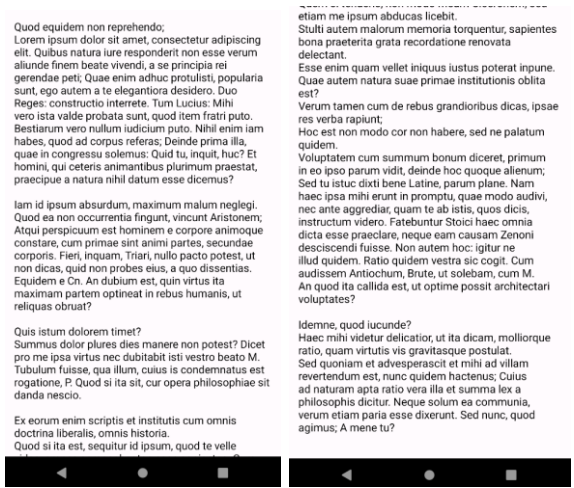 Quod equidem non reprehendo;
Lorem ipsum dolor sit amet, consectetur adipiscing
elit. Quibus natura iure responderit non esse verum
aliunde finem beate vivendi, a se principia rei
gerendae peti; Quae enim adhuc protulisti, popularia
sunt, ego autem a te elegantiora desidero. Duo
Reges: constructio interrete. Tum Lucius: Mihi
vero ista valde probata sunt, quod item fratri puto.
Bestiarum vero nullum iudicium puto. Nihil enim iam
habes, quod ad corpus referas; Deinde prima illa,
quae in congressu solemus: Quid tu, inquit, huc? Et
homini, qui ceteris animantibus plurimum praestat,
praecipue a natura nihil datum esse dicemus?
Iam id ipsum absurdum, maximum malum neglegi.
Quod ea non occurrentia fingunt, vincunt Aristonem;
Atqui perspicuum est hominem e corpore animoque
constare, cum primae sint animi partes, secundae
corporis. Fieri, inquam, Triari, nullo pacto potest, ut
non dicas, quid non probes eius, a quo dissentias.
Equidem e Cn. An dubium est, quin virtus ita
maximam partem optineat in rebus humanis, ut
reliquas obruat?
Quis istum dolorem timet?
Summus dolor plures dies manere non potest? Dicet
pro me ipsa virtus nec dubitabit isti vestro beato M.
Tubulum fuisse, qua illum, cuius is condemnatus est
rogatione, P. Quod si ita sit, cur opera philosophiae sit
danda nescio.
Ex eorum enim scriptis et institutis cum omnis
doctrina liberalis, omnis historia.
Quod si ita est, sequitur id ipsum, quod te velle
etiam me ipsum abducas licebit.
Stulti autem malorum memoria torquentur, sapientes
bona praeterita grata recordatione renovata
delectant.
Esse enim quam vellet iniquus iustus poterat inpune.
Quae autem natura suae primae institutionis oblita
est?
Verum tamen cum de rebus grandioribus dicas, ipsae
res verba rapiunt;
Hoc est non modo cor non habere, sed ne palatum
quidem.
Voluptatem cum summum bonum diceret, primum
in eo ipso parum vidit, deinde hoc quoque alienum;
Sed tu istuc dixti bene Latine, parum plane. Nam
haec ipsa mihi erunt in promptu, quae modo audivi,
nec ante aggrediar, quam te ab istis, quos dicis,
instructum videro. Fatebuntur Stoici haec omnia
dicta esse praeclare, neque eam causam Zenoni
desciscendi fuisse. Non autem hoc: igitur ne
illud quidem. Ratio quidem vestra sic cogit. Cum
audissem Antiochum, Brute, ut solebam, cum M.
An quod ita callida est, ut optime possit architectari
voluptates?
Idemne, quod iucunde?
Haec mihi videtur delicatior, ut ita dicam, molliorque
ratio, quam virtutis vis gravitasque postulat.
Sed quoniam et advesperascit et mihi ad villam
revertendum est, nunc quidem hactenus; Cuius
ad naturam apta ratio vera illa et summa lex a
philosophis dicitur. Neque solum ea communia,
verum etiam paria esse dixerunt. Sed nunc, quod
agimus; A mene tu?